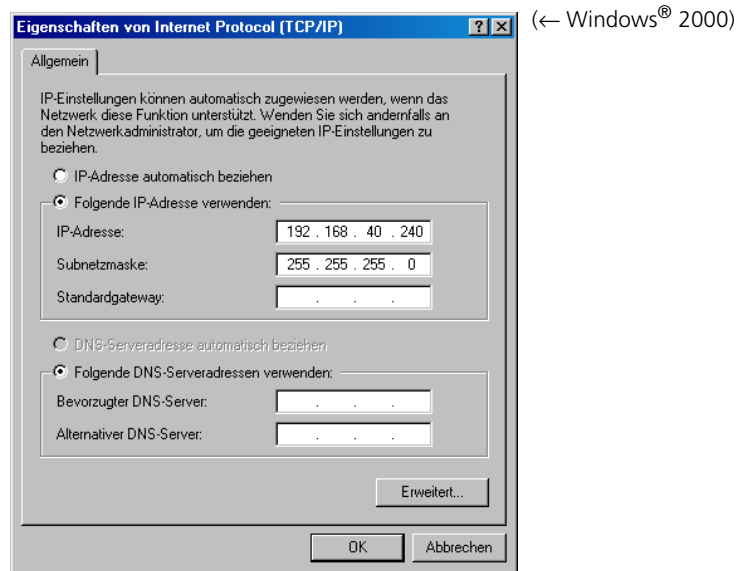 Eigenschaften von Internet Protocol (TCP/IP)
(← Windows® 2000)
Allgemein
IP-Einstellungen können automatisch zugewiesen werden, wenn das
Netzwerk diese Funktion unterstützt. Wenden Sie sich andernfalls an
den Netzwerkadministrator, um die geeigneten IP-Einstellungen zu
beziehen.
IP-Adresse automatisch beziehen
Folgende IP-Adresse verwenden:
IP-Adresse: 192 . 168 . 40 . 240
Subnetzmaske: 255 . 255 . 255 . 0
Standardgateway: . . .
DNS-Serveradresse automatisch beziehen
Folgende DNS-Serveradressen verwenden:
Bevorzugter DNS-Server: . . .
Alternativer DNS-Server: . . .
Erweitert...
OK Abbrechen